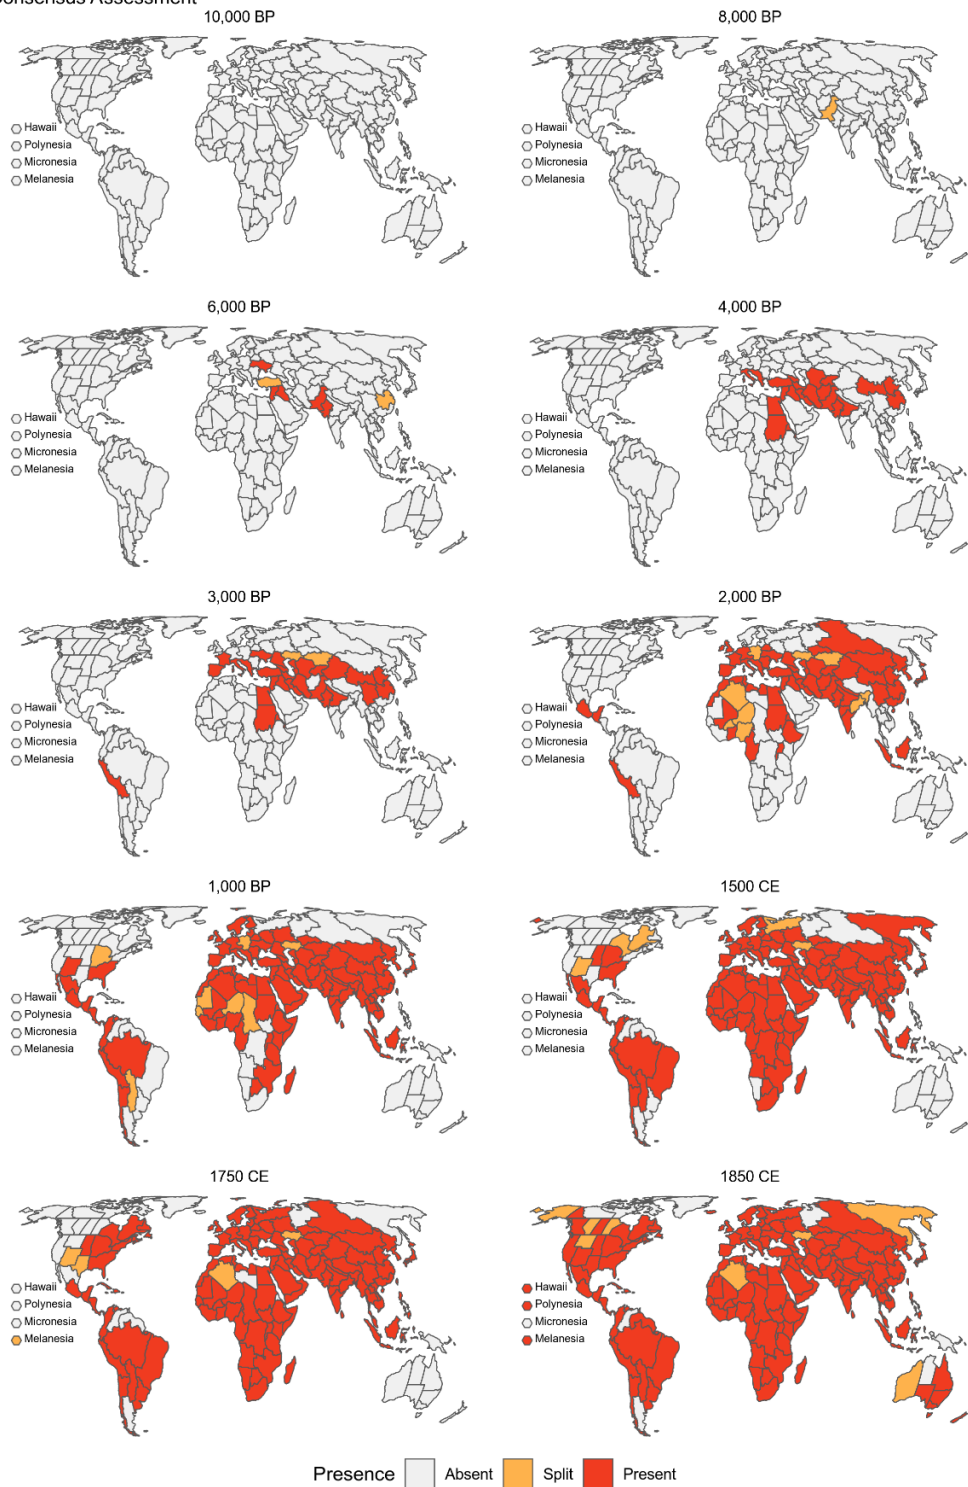 Consensus Assessment
10,000 BP
8,000 BP
Hawaii
Polynesia
Micronesia
Melanesia
Hawaii
Polynesia
Micronesia
Melanesia
6,000 BP
4,000 BP
Hawaii
Polynesia
Micronesia
Melanesia
Hawaii
Polynesia
Micronesia
Melanesia
3,000 BP
2,000 BP
Hawaii
Polynesia
Micronesia
Melanesia
Hawaii
Polynesia
Micronesia
Melanesia
1,000 BP
1500 CE
Hawaii
Polynesia
Micronesia
Melanesia
Hawaii
Polynesia
Micronesia
Melanesia
1750 CE
1850 CE
Hawaii
Polynesia
Micronesia
Melanesia
Hawaii
Polynesia
Micronesia
Melanesia
Presence Absent Split Present